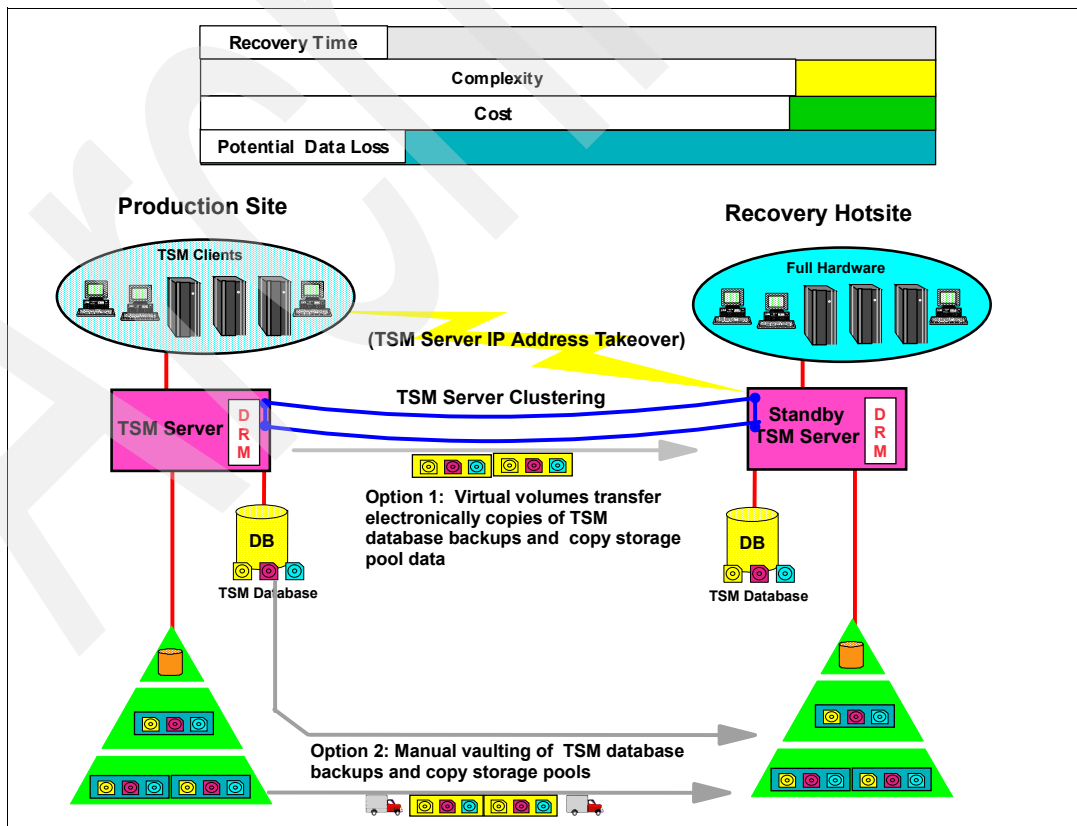 Recovery Time
Complexity
Cost
Potential Data Loss
Production Site
Recovery Hotsite
TSM Clients
Full Hardware
(TSM Server IP Address Takeover)
TSM Server Clustering
TSM Server
D
R
M
Standby
TSM Server
D
R
M
Option 1: Virtual volumes transfer
electronically copies of TSM
database backups and copy storage
pool data
DB
TSM Database
DB
TSM Database
Option 2: Manual vaulting of TSM database
backups and copy storage pools